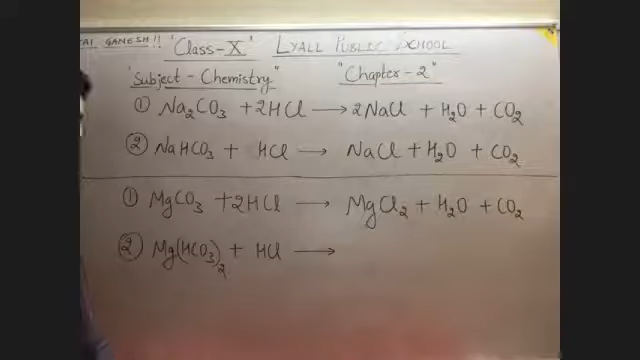 GANESH!! "Class-X" LYALL PUBLIC SCHOOL
"Subject - Chemistry" "Chapter-2"
① Na₂CO₃ + 2HCl → 2NaCl + H₂O + CO₂
② NaHCO₃ + HCl → NaCl + H₂O + CO₂
① MgCO₃ + 2HCl → MgCl₂ + H₂O + CO₂
② Mg(HCO₃)₂ + HCl →